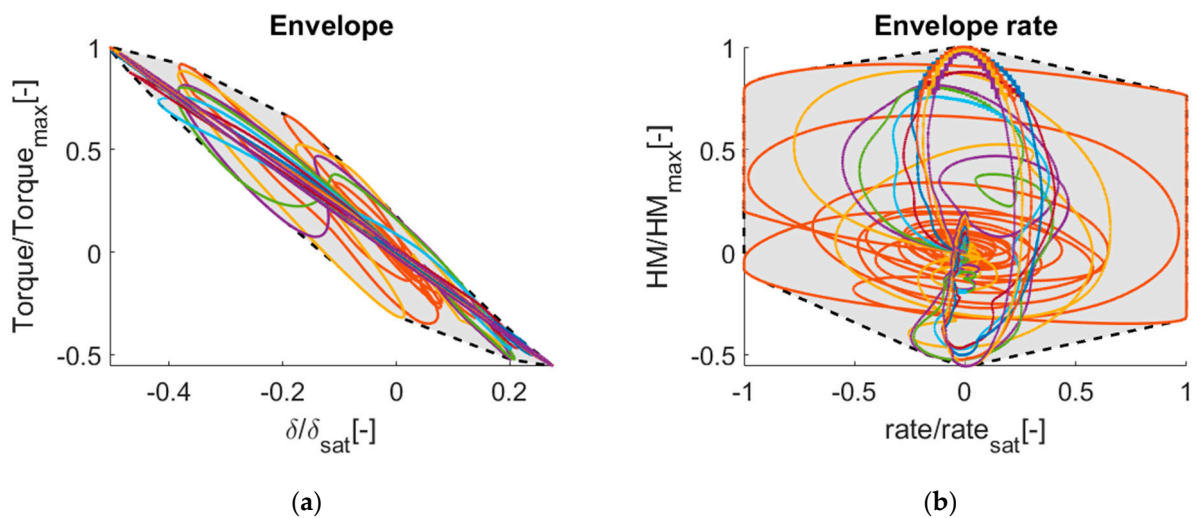 Envelope
Torque/Torque_max[-]
1
0.5
0
-0.5
-0.4
-0.2
0
0.2
δ/δ_sat[-]
(a)
Envelope rate
HM/HM_max[-]
1
0.5
0
-0.5
-1
-0.5
0
0.5
1
rate/rate_sat[-]
(b)